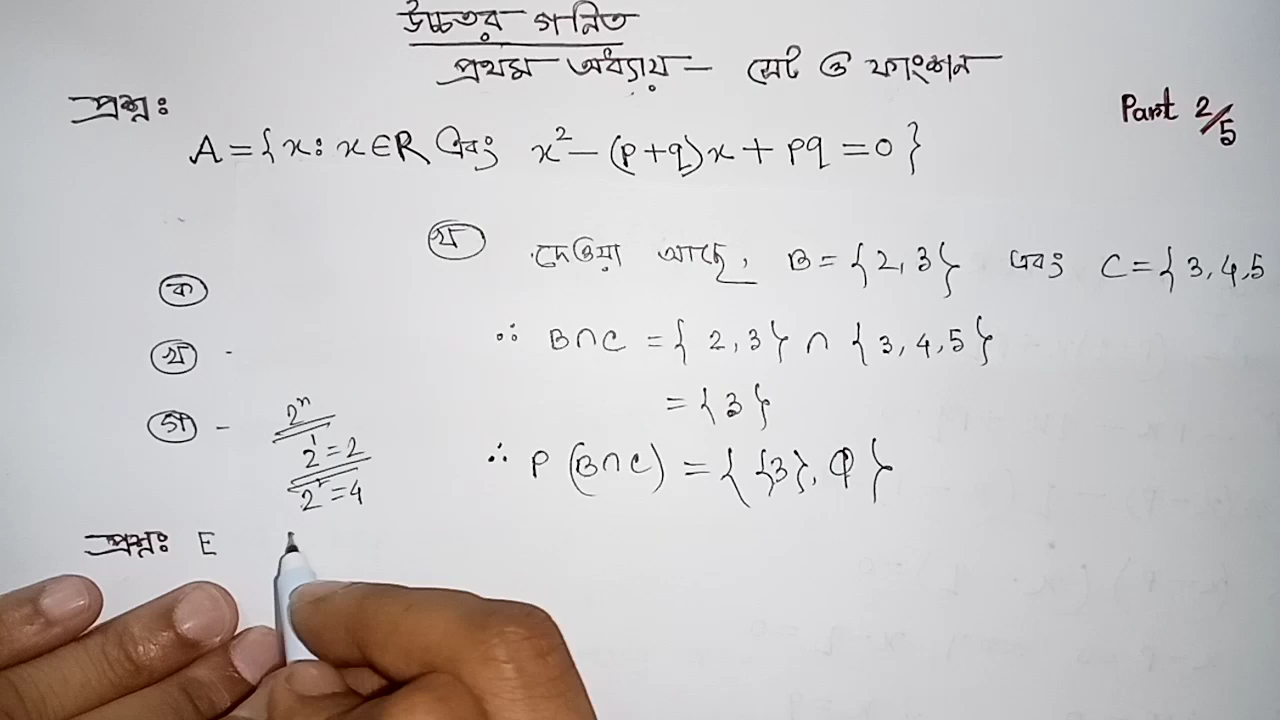 উচ্চতর গনিত
প্রথম অধ্যায় - সেট ও ফাংশন
Part 2/5
প্রশ্নঃ
A = {x : x ∈ R এবং x² - (p+q)x + pq = 0}
খ দেওয়া আছে, B = {2, 3} এবং C = {3, 4, 5
∴ B∩C = {2, 3} ∩ {3, 4, 5}
= {3}
∴ P(B∩C) = {{3}, Φ}
ক
খ -
গ -
2ⁿ
2¹ = 2
2² = 4
প্রশ্নঃ E